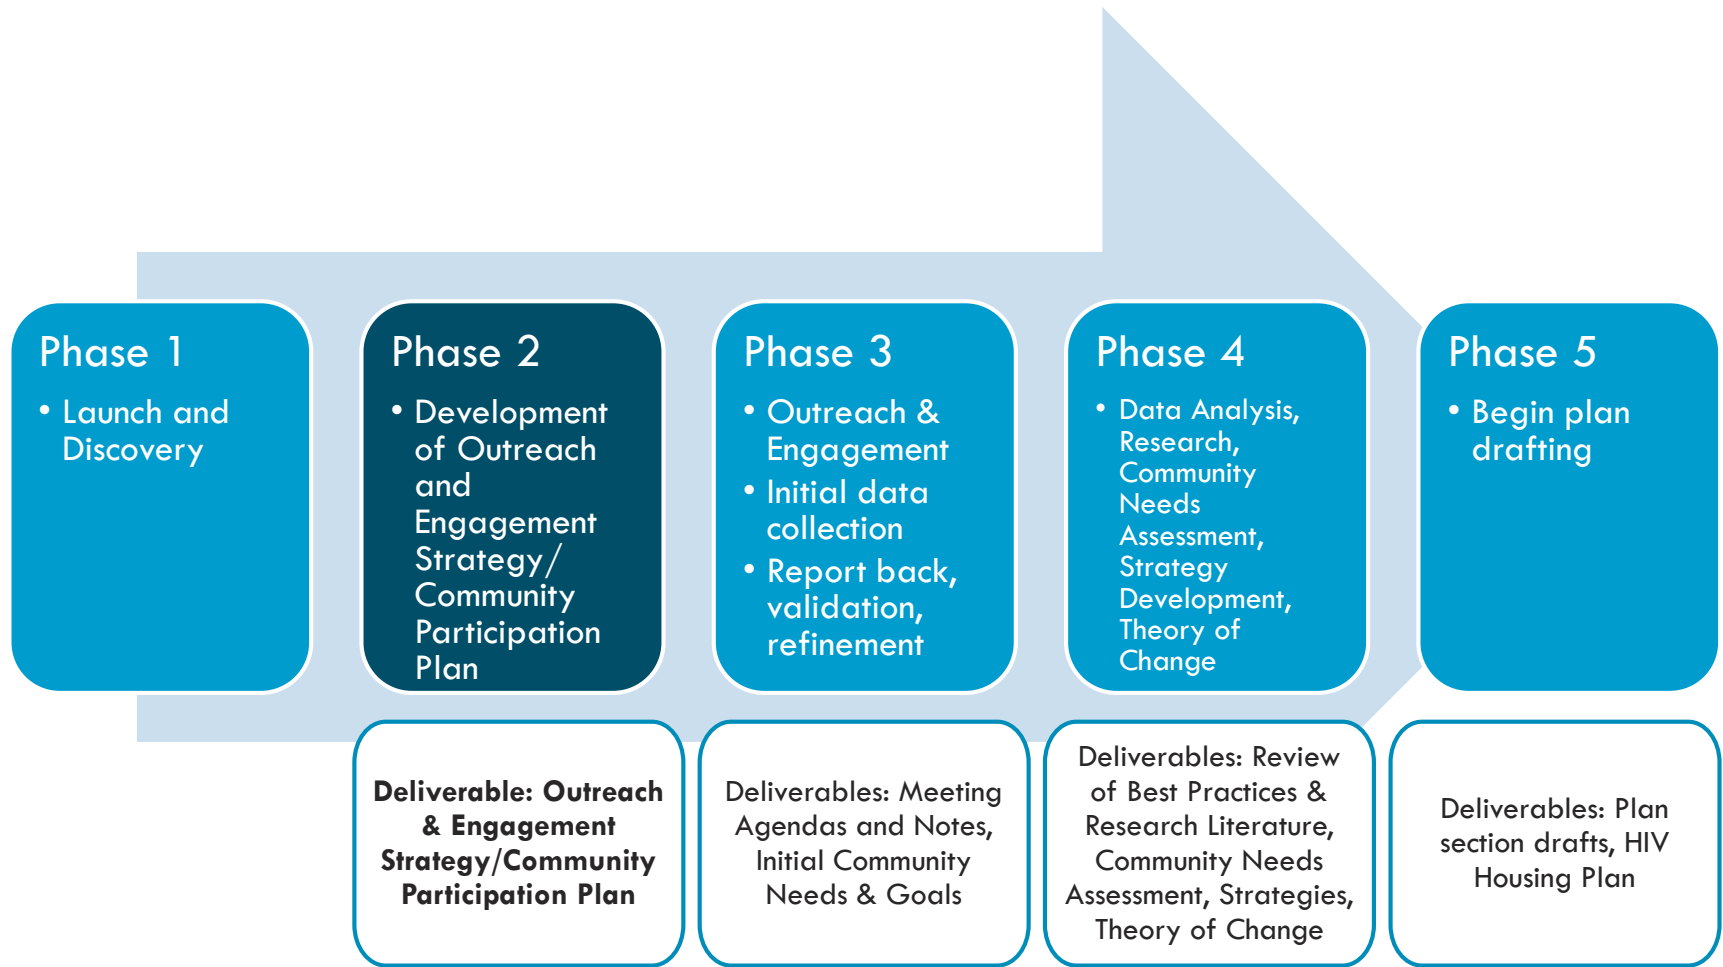 Phase 1
• Launch and
Discovery
Phase 2
• Development
of Outreach
and
Engagement
Strategy/
Community
Participation
Plan
Phase 3
• Outreach &
Engagement
• Initial data
collection
• Report back,
validation,
refinement
Phase 4
• Data Analysis,
Research,
Community
Needs
Assessment,
Strategy
Development,
Theory of
Change
Phase 5
• Begin plan
drafting
Deliverable: Outreach
& Engagement
Strategy/Community
Participation Plan
Deliverables: Meeting
Agendas and Notes,
Initial Community
Needs & Goals
Deliverables: Review
of Best Practices &
Research Literature,
Community Needs
Assessment, Strategies,
Theory of Change
Deliverables: Plan
section drafts, HIV
Housing Plan